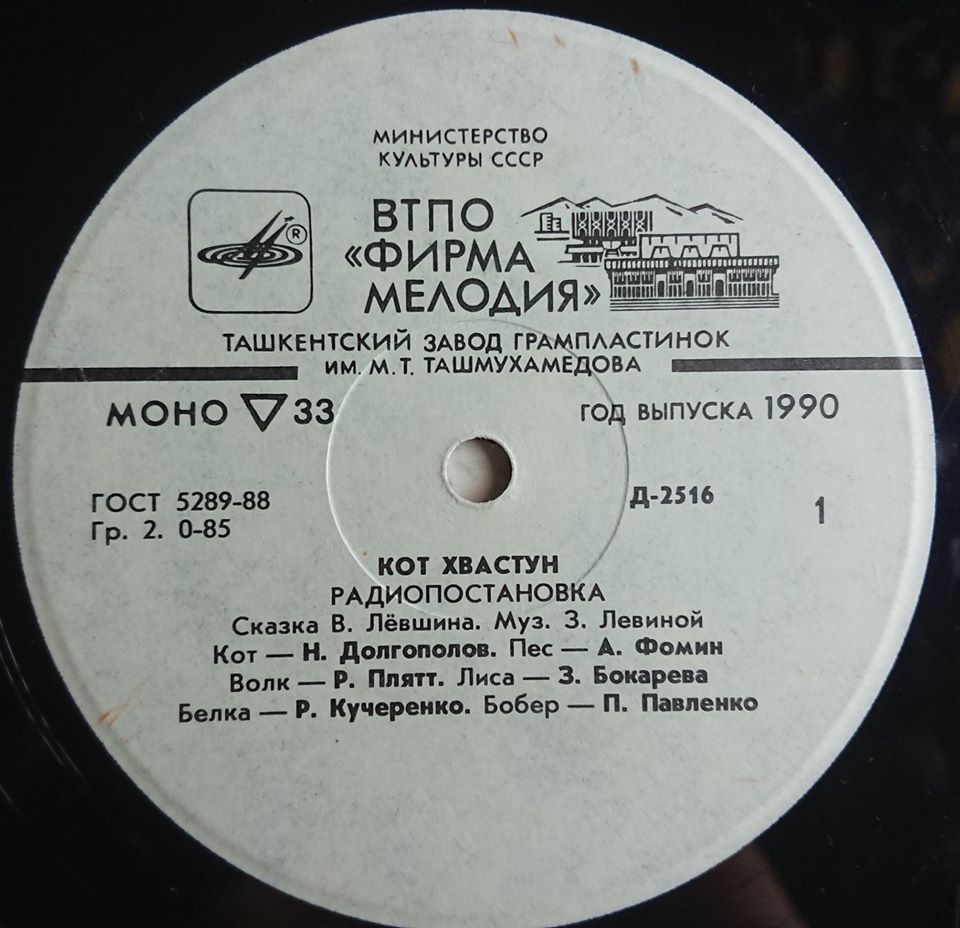 МИНИСТЕРСТВО
КУЛЬТУРЫ СССР
ВТПО
«ФИРМА
МЕЛОДИЯ»
®
ТАШКЕНТСКИЙ ЗАВОД ГРАМПЛАСТИНОК
ИМ. М. Т. ТАШМУХАМЕДОВА
МОНО ▽ 33
ГОД ВЫПУСКА 1990
ГОСТ 5289-88
Гр. 2. 0-85
Д-2516
1
КОТ ХВАСТУН
РАДИОПОСТАНОВКА
Сказка В. Лёвшина. Муз. З. Левиной
Кот — Н. Долгополов. Пес — А. Фомин
Волк — Р. Плятт. Лиса — З. Бокарева
Белка — Р. Кучеренко. Бобер — П. Павленко